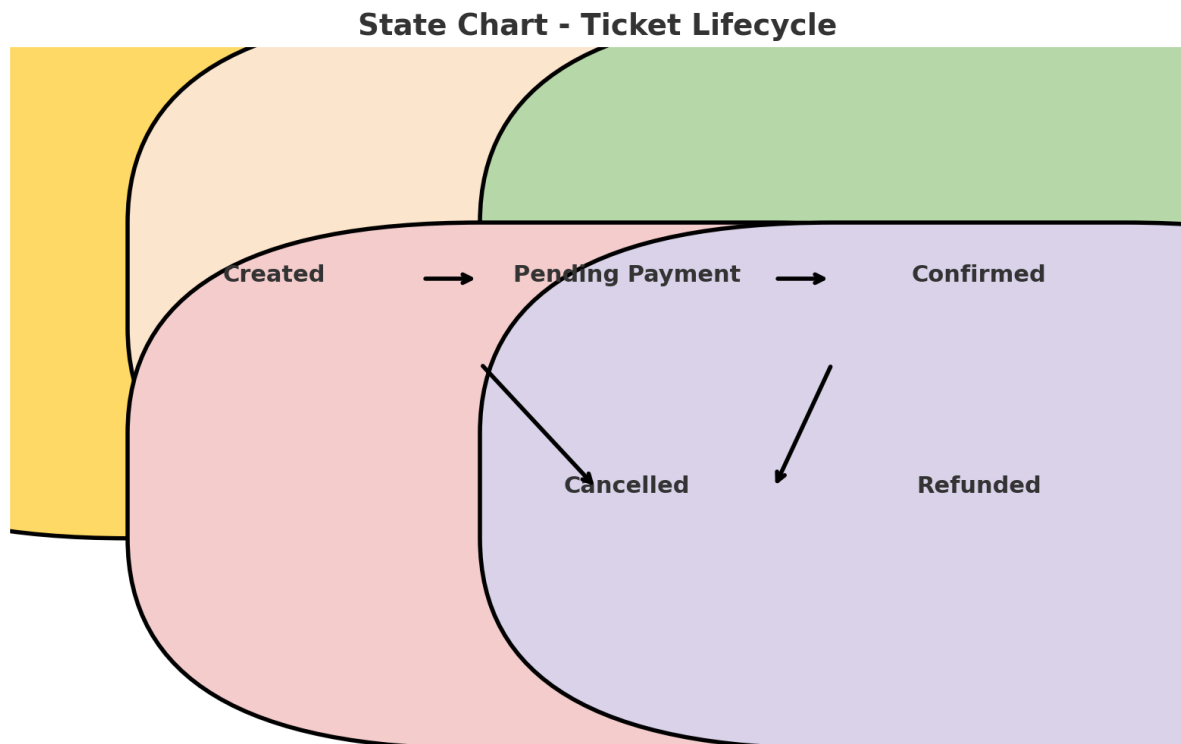 State Chart - Ticket Lifecycle
Created
Pending Payment
Confirmed
Cancelled
Refunded